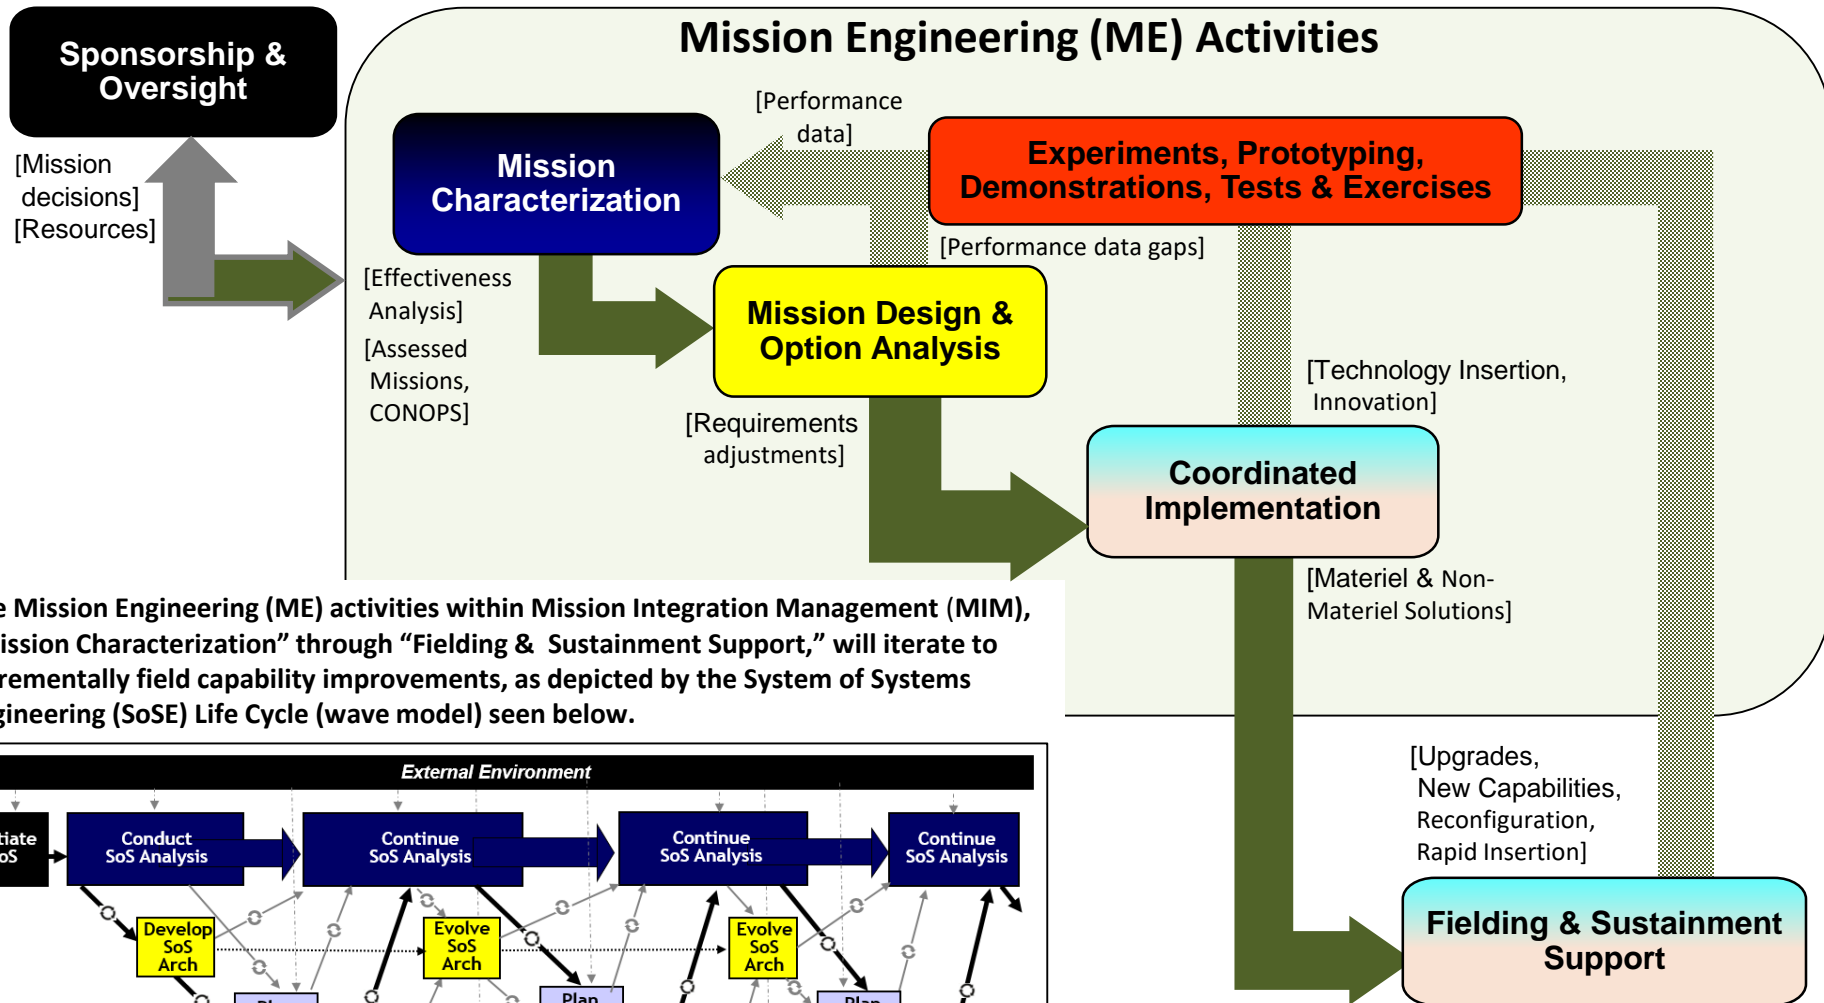 Sponsorship &
Oversight
Mission Engineering (ME) Activities
[Performance
data]
Mission
Characterization
Experiments, Prototyping,
Demonstrations, Tests & Exercises
[Mission
decisions]
[Resources]
[Performance data gaps]
[Effectiveness
Analysis]
[Assessed
Missions,
CONOPS]
Mission Design &
Option Analysis
[Requirements
adjustments]
[Technology Insertion,
Innovation]
Coordinated
Implementation
[Materiel & Non-
Materiel Solutions]
e Mission Engineering (ME) activities within Mission Integration Management (MIM),
ission Characterization” through “Fielding & Sustainment Support,” will iterate to
rementally field capability improvements, as depicted by the System of Systems
gineering (SoSE) Life Cycle (wave model) seen below.
[Upgrades,
New Capabilities,
Reconfiguration,
Rapid Insertion]
Fielding & Sustainment
Support
External Environment
tiate
oS
Conduct
SoS Analysis
Continue
SoS Analysis
Continue
SoS Analysis
Continue
SoS Analysis
Develop
SoS
Arch
Evolve
SoS
Arch
Evolve
SoS
Arch
Plan